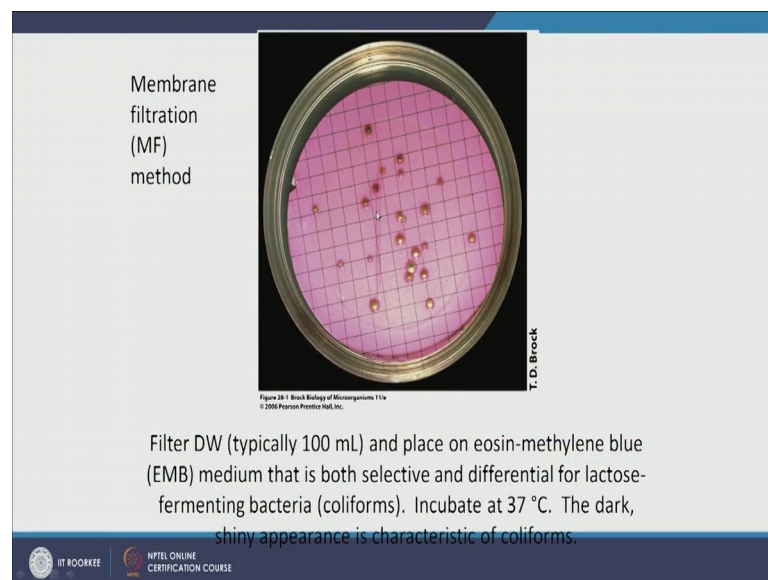 Membrane
filtration
(MF)
method
T. D. Brock
Figure 28-1 Brock Biology of Microorganisms 11/e
© 2006 Pearson Prentice Hall, Inc.
Filter DW (typically 100 mL) and place on eosin-methylene blue
(EMB) medium that is both selective and differential for lactose-
fermenting bacteria (coliforms). Incubate at 37 °C. The dark,
shiny appearance is characteristic of coliforms.
IIT ROORKEE
NPTEL ONLINE
CERTIFICATION COURSE